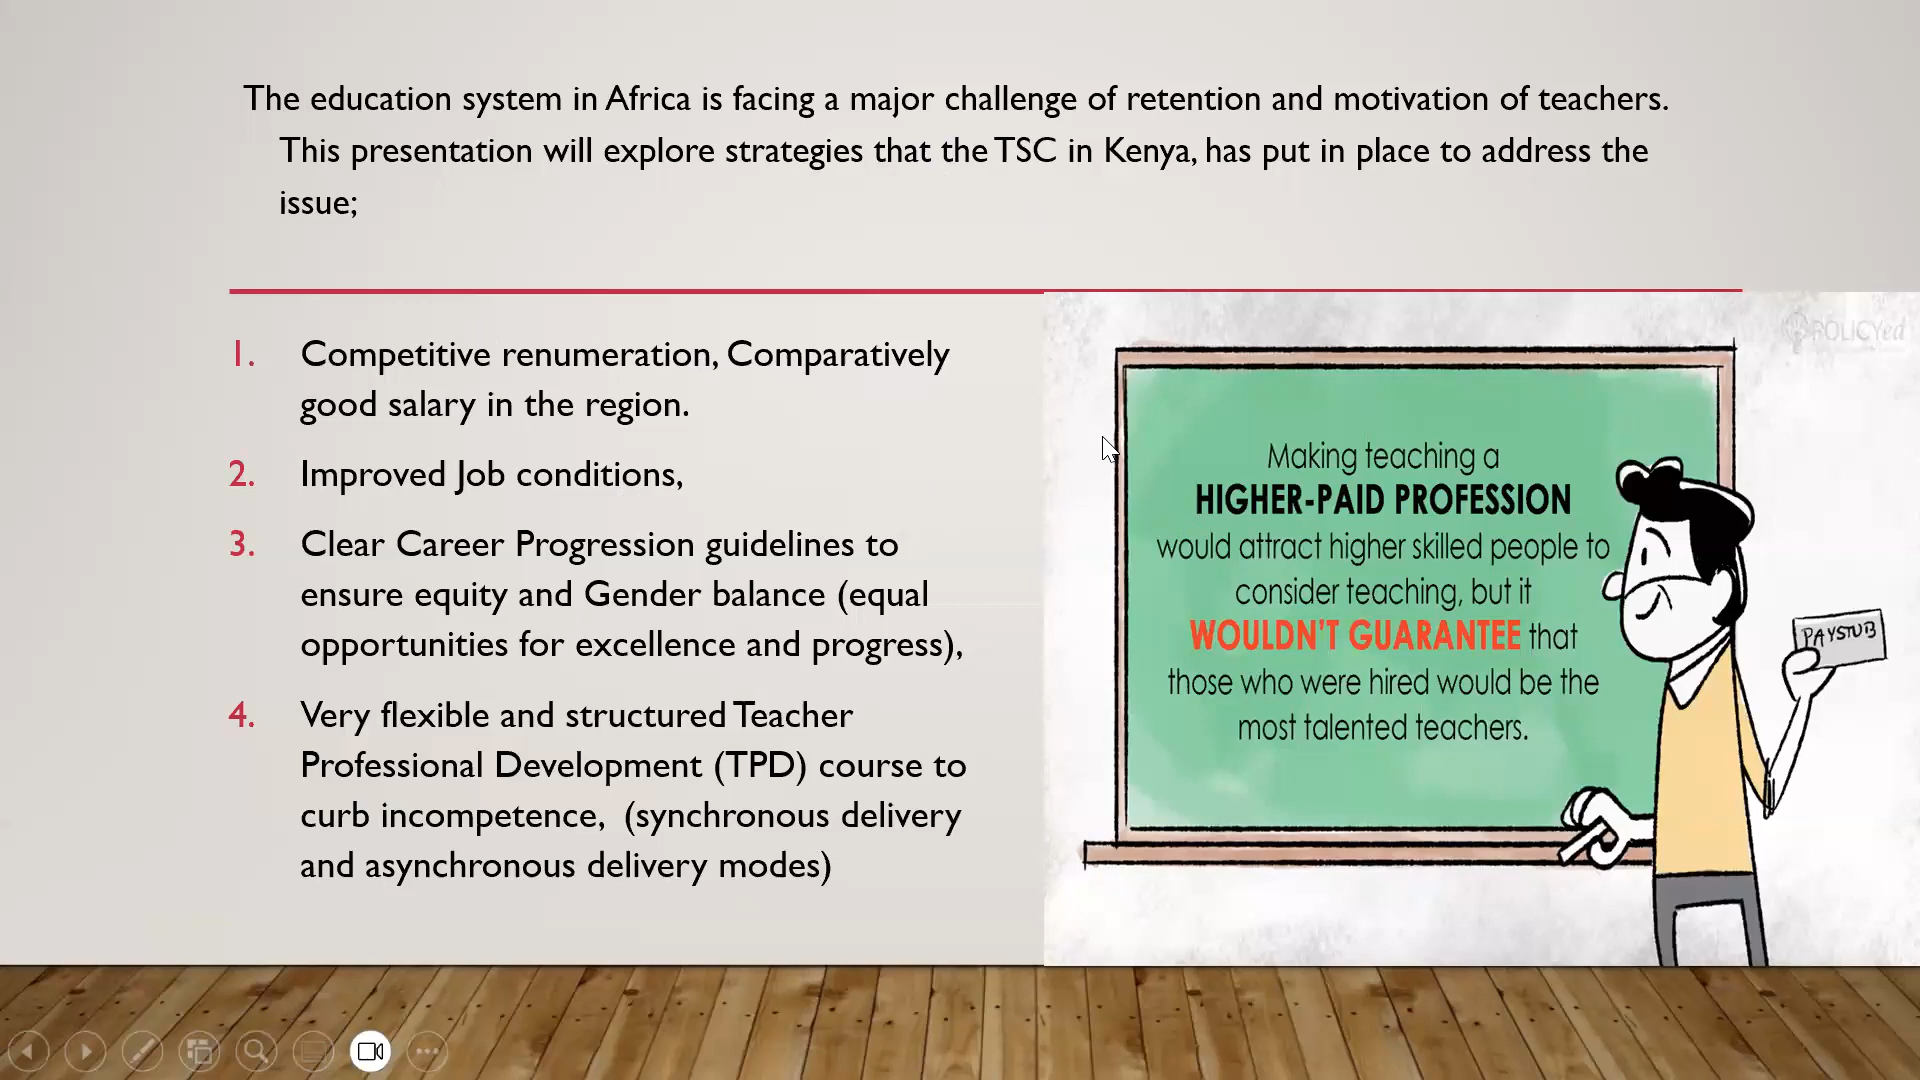 The education system in Africa is facing a major challenge of retention and motivation of teachers.
This presentation will explore strategies that the TSC in Kenya, has put in place to address the
issue;
1. Competitive renumeration, Comparatively
good salary in the region.
2. Improved Job conditions,
3. Clear Career Progression guidelines to
ensure equity and Gender balance (equal
opportunities for excellence and progress),
4. Very flexible and structured Teacher
Professional Development (TPD) course to
curb incompetence, (synchronous delivery
and asynchronous delivery modes)
POLICYed
Making teaching a
HIGHER-PAID PROFESSION
would attract higher skilled people to
consider teaching, but it
WOULDN'T GUARANTEE that
those who were hired would be the
most talented teachers.
PAYSTUB